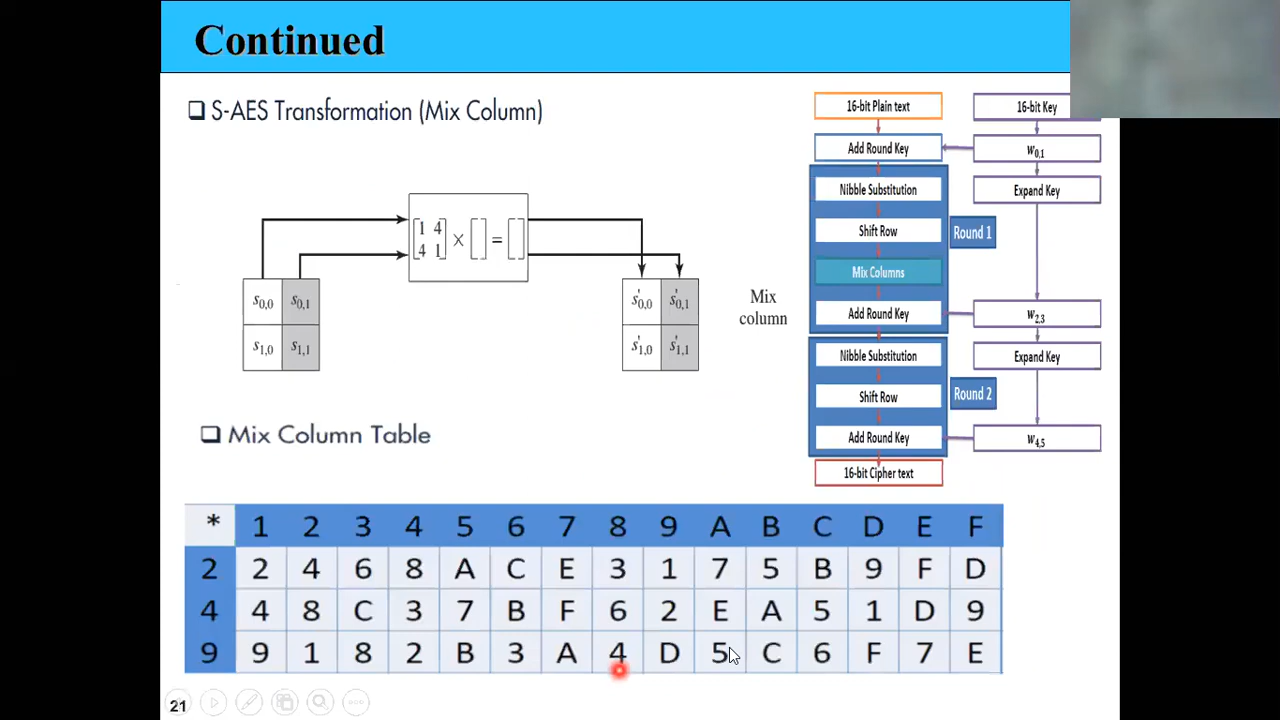 Continued
❑ S-AES Transformation (Mix Column)
[1 4
4 1] × [ ] = [ ]
s0,0 s0,1
s1,0 s1,1
s'0,0 s'0,1
s'1,0 s'1,1
Mix
column
16-bit Plain text
16-bit Key
Add Round Key
w0,1
Nibble Substitution
Expand Key
Shift Row
Round 1
Mix Columns
Add Round Key
w2,3
Nibble Substitution
Expand Key
Shift Row
Round 2
Add Round Key
w4,5
16-bit Cipher text
❑ Mix Column Table
* 1 2 3 4 5 6 7 8 9 A B C D E F
2 2 4 6 8 A C E 3 1 7 5 B 9 F D
4 4 8 C 3 7 B F 6 2 E A 5 1 D 9
9 9 1 8 2 B 3 A 4 D 5 C 6 F 7 E
21